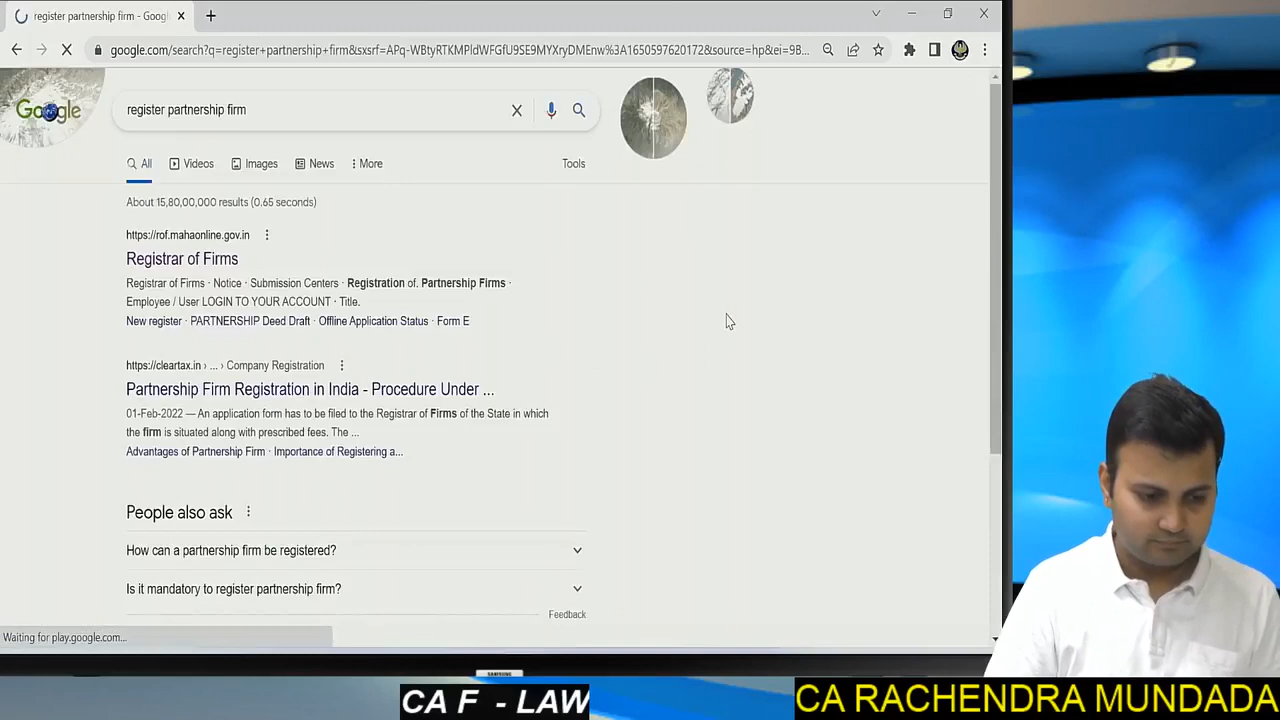 register partnership firm - Goog
google.com/search?q=register+partnership+firm&sxsrf=APq-WBtyRTKMPldWFGfU9SE9MYXryDMEnw%3A1650597620172&source=hp&ei=9B...
Google
register partnership firm
All Videos Images News More Tools
About 15,80,00,000 results (0.65 seconds)
https://rof.mahaonline.gov.in
Registrar of Firms
Registrar of Firms · Notice · Submission Centers · Registration of. Partnership Firms ·
Employee / User LOGIN TO YOUR ACCOUNT · Title.
New register · PARTNERSHIP Deed Draft · Offline Application Status · Form E
https://cleartax.in › ... › Company Registration
Partnership Firm Registration in India - Procedure Under ...
01-Feb-2022 — An application form has to be filed to the Registrar of Firms of the State in which
the firm is situated along with prescribed fees. The ...
Advantages of Partnership Firm · Importance of Registering a...
People also ask
How can a partnership firm be registered?
Is it mandatory to register partnership firm?
Feedback
Waiting for play.google.com...
SAMSUNG
CA F - LAW
CA RACHENDRA MUNDADA